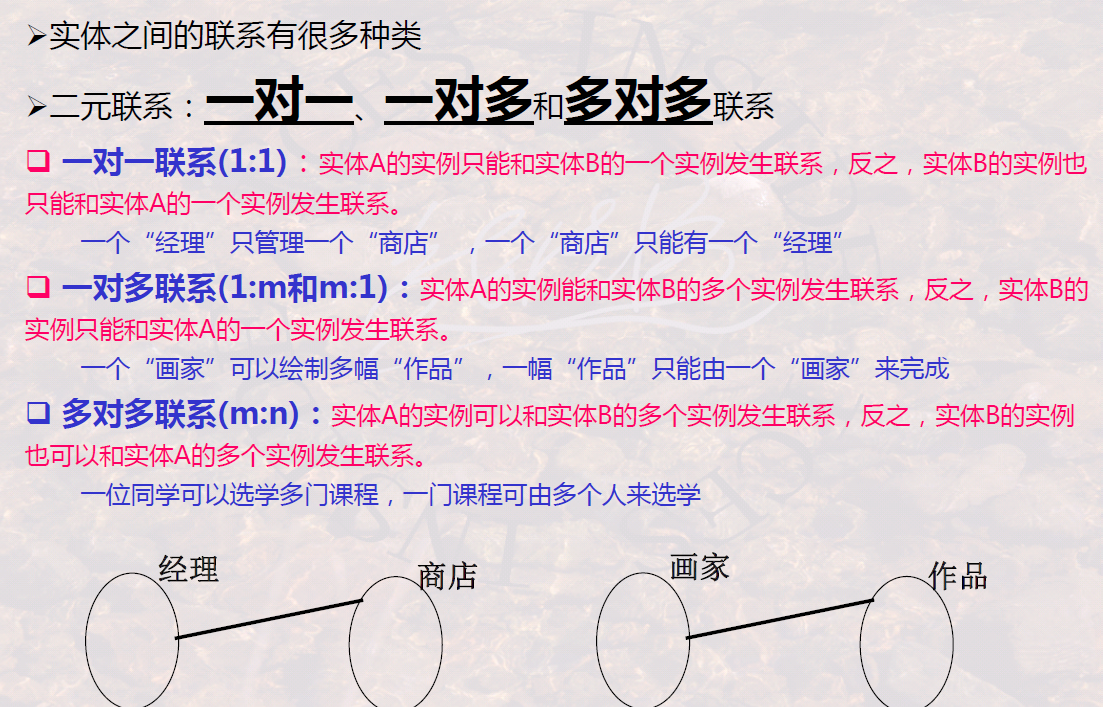 ➢实体之间的联系有很多种类
➢二元联系：一对一、一对多和多对多联系
❑ 一对一联系(1:1)：实体A的实例只能和实体B的一个实例发生联系，反之，实体B的实例也
只能和实体A的一个实例发生联系。
一个“经理”只管理一个“商店”，一个“商店”只能有一个“经理”
❑ 一对多联系(1:m和m:1)：实体A的实例能和实体B的多个实例发生联系，反之，实体B的
实例只能和实体A的一个实例发生联系。
一个“画家”可以绘制多幅“作品”，一幅“作品”只能由一个“画家”来完成
❑ 多对多联系(m:n)：实体A的实例可以和实体B的多个实例发生联系，反之，实体B的实例
也可以和实体A的多个实例发生联系。
一位同学可以选学多门课程，一门课程可由多个人来选学
经理 商店 画家 作品